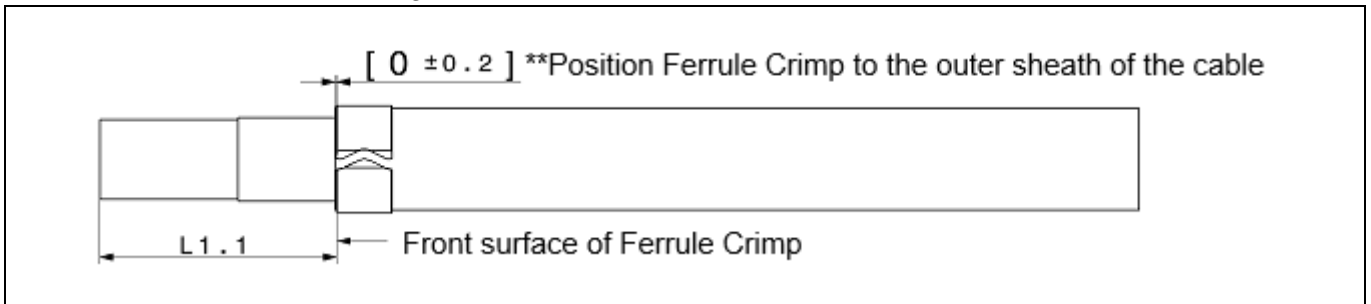 [ 0 ±0.2 ] **Position Ferrule Crimp to the outer sheath of the cable
L1.1
Front surface of Ferrule Crimp